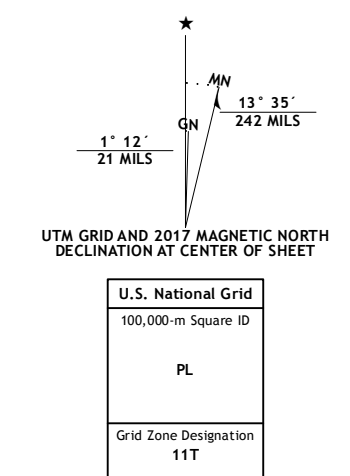 ★
MN
GN
13° 35´
242 MILS
1° 12´
21 MILS
UTM GRID AND 2017 MAGNETIC NORTH
DECLINATION AT CENTER OF SHEET
U.S. National Grid
100,000-m Square ID
PL
Grid Zone Designation
11T